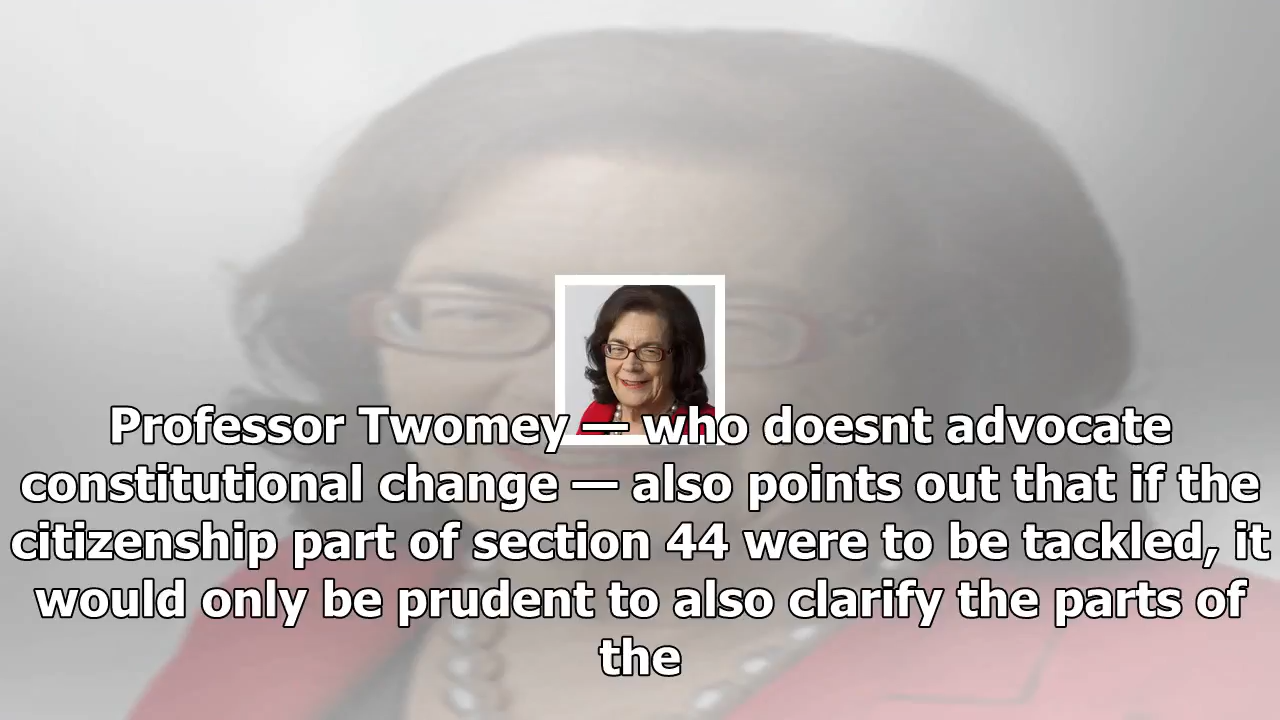 Professor Twomey — who doesnt advocate
constitutional change — also points out that if the
citizenship part of section 44 were to be tackled, it
would only be prudent to also clarify the parts of
the